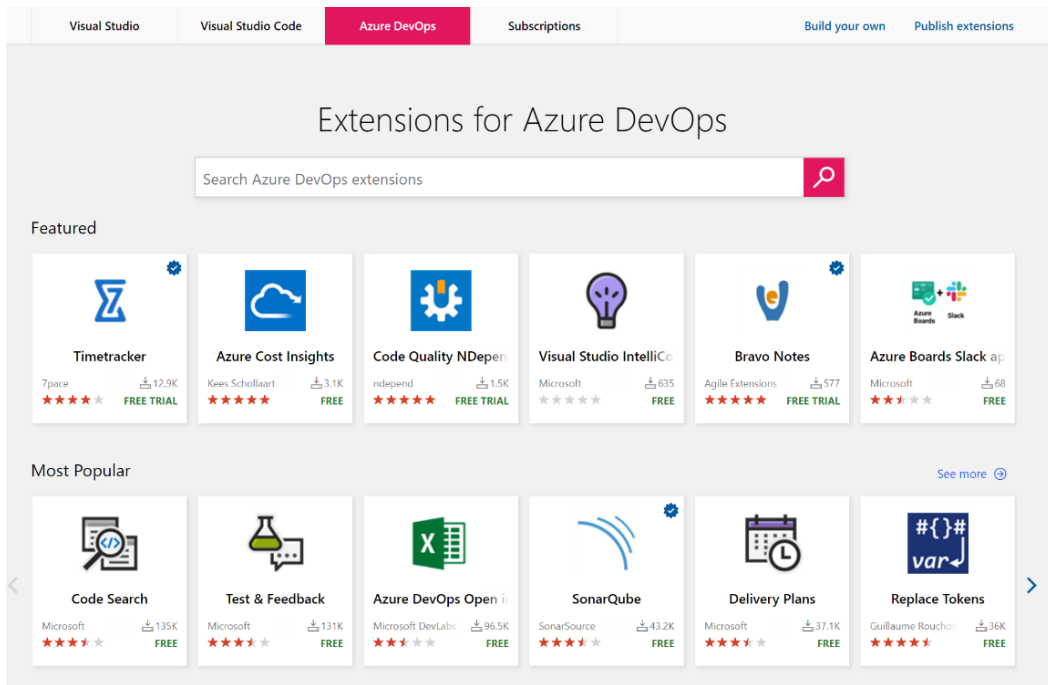 Visual Studio
Visual Studio Code
Azure DevOps
Subscriptions
Build your own
Publish extensions
Extensions for Azure DevOps
Search Azure DevOps extensions
Featured
Azure Boards
+
Slack
Timetracker
Azure Cost Insights
Code Quality NDepen
Visual Studio IntelliCo
Bravo Notes
Azure Boards Slack ap
7pace 12.9K
Kees Schollaart 3.1K
ndepend 1.5K
Microsoft 635
Agile Extensions 577
Microsoft 68
FREE TRIAL
FREE
FREE TRIAL
FREE
FREE TRIAL
FREE
Most Popular
See more
</>
X
#{}#
var
Code Search
Test & Feedback
Azure DevOps Open in
SonarQube
Delivery Plans
Replace Tokens
Microsoft 135K
Microsoft 131K
Microsoft DevLabs 96.5K
SonarSource 43.2K
Microsoft 37.1K
Guillaume Rouchon 36K
FREE
FREE
FREE
FREE
FREE
FREE